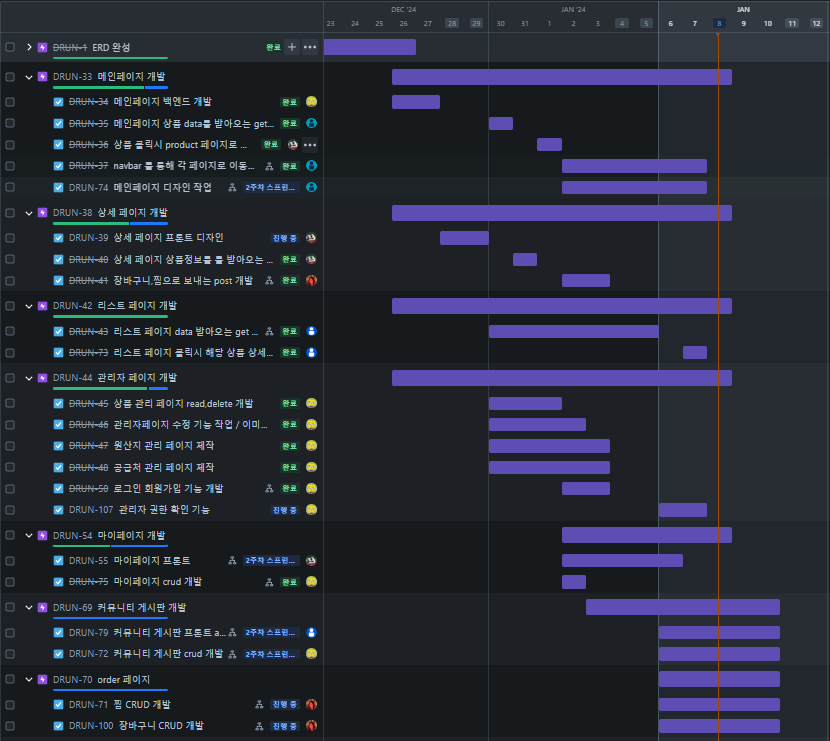 DEC '24 JAN '24 JAN
23 24 25 26 27 28 29 30 31 1 2 3 4 5 6 7 8 9 10 11 12
DRUN-1 ERD 완성 완료
DRUN-33 메인페이지 개발
DRUN-34 메인페이지 백엔드 개발 완료
DRUN-35 메인페이지 상품 data를 받아오는 get... 완료
DRUN-36 상품 클릭시 product 페이지로 ... 완료
DRUN-37 navbar 를 통해 각 페이지로 이동... 완료
DRUN-74 메인페이지 디자인 작업 2주차 스프린...
DRUN-38 상세 페이지 개발
DRUN-39 상세 페이지 프론트 디자인 진행 중
DRUN-40 상세 페이지 상품정보를 를 받아오는 ... 완료
DRUN-41 장바구니,찜으로 보내는 post 개발 완료
DRUN-42 리스트 페이지 개발
DRUN-43 리스트 페이지 data 받아오는 get ... 완료
DRUN-73 리스트 페이지 클릭시 해당 상품 상세... 완료
DRUN-44 관리자 페이지 개발
DRUN-45 상품 관리 페이지 read,delete 개발 완료
DRUN-46 관리자페이지 수정 기능 작업 / 이미... 완료
DRUN-47 원산지 관리 페이지 제작 완료
DRUN-48 공급처 관리 페이지 제작 완료
DRUN-50 로그인 회원가입 기능 개발 완료
DRUN-107 관리자 권한 확인 기능 진행 중
DRUN-54 마이페이지 개발
DRUN-55 마이페이지 프론트 2주차 스프린...
DRUN-75 마이페이지 crud 개발 완료
DRUN-69 커뮤니티 게시판 개발
DRUN-79 커뮤니티 게시판 프론트 a... 2주차 스프린...
DRUN-72 커뮤니티 게시판 crud 개발 2주차 스프린...
DRUN-70 order 페이지
DRUN-71 찜 CRUD 개발 진행 중
DRUN-100 장바구니 CRUD 개발 진행 중